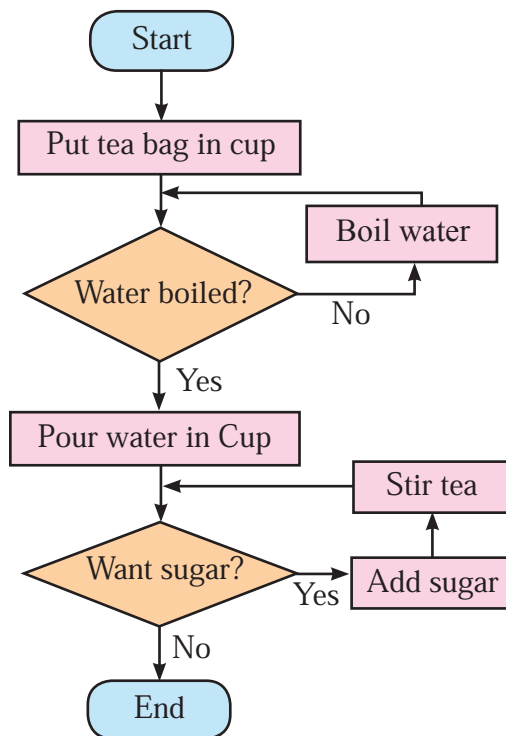 Start
Put tea bag in cup
Boil water
Water boiled?
No
Yes
Pour water in Cup
Stir tea
Want sugar?
Yes
Add sugar
No
End